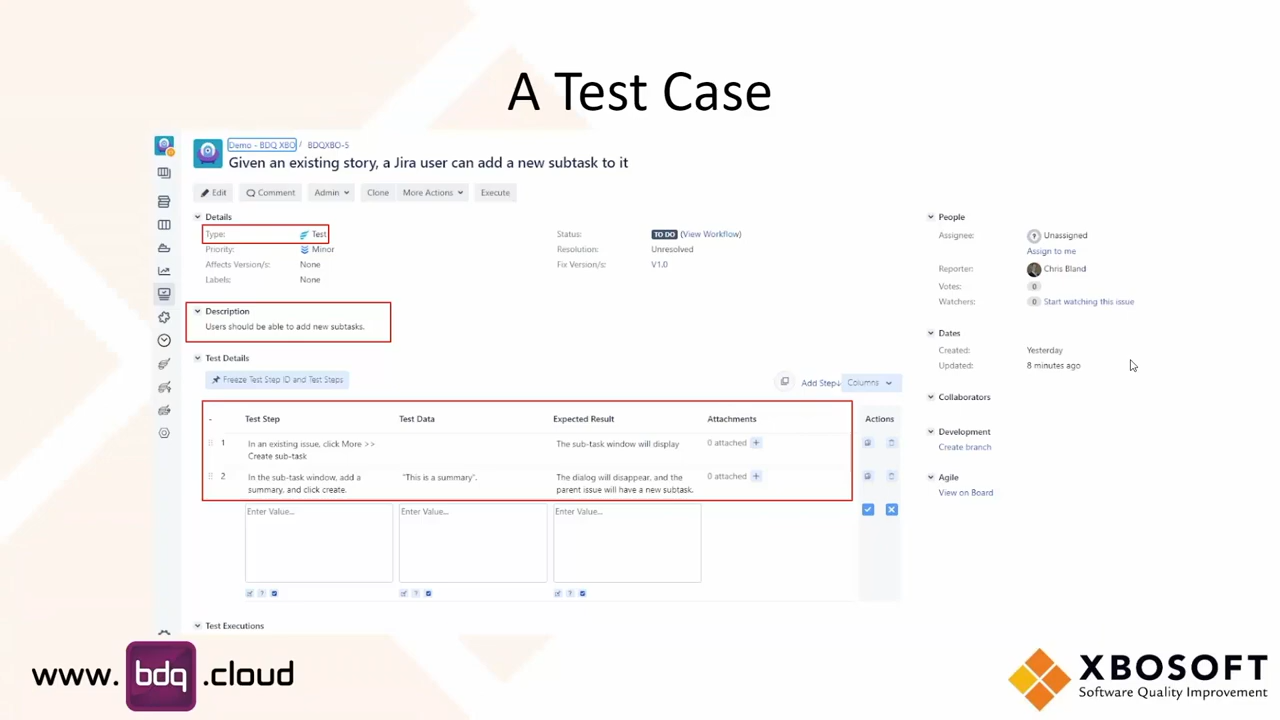 A Test Case
Demo - BDQ XBO / BDQXBO-5
Given an existing story, a Jira user can add a new subtask to it
Edit Comment Admin Clone More Actions Execute
Details
Type: Test
Priority: Minor
Affects Version/s: None
Labels: None
Status: TO DO (View Workflow)
Resolution: Unresolved
Fix Version/s: V1.0
Description
Users should be able to add new subtasks.
Test Details
Freeze Test Step ID and Test Steps
Add Step Columns
- Test Step Test Data Expected Result Attachments Actions
1 In an existing issue, click More >> The sub-task window will display 0 attached +
Create sub-task
2 In the sub-task window, add a "This is a summary". The dialog will disappear, and the 0 attached +
summary, and click create. parent issue will have a new subtask.
Enter Value... Enter Value... Enter Value...
Test Executions
People
Assignee: Unassigned
Assign to me
Reporter: Chris Bland
Votes: 0
Watchers: 0 Start watching this issue
Dates
Created: Yesterday
Updated: 8 minutes ago
Collaborators
Development
Create branch
Agile
View on Board
www.bdq.cloud
XBOSOFT
Software Quality Improvement